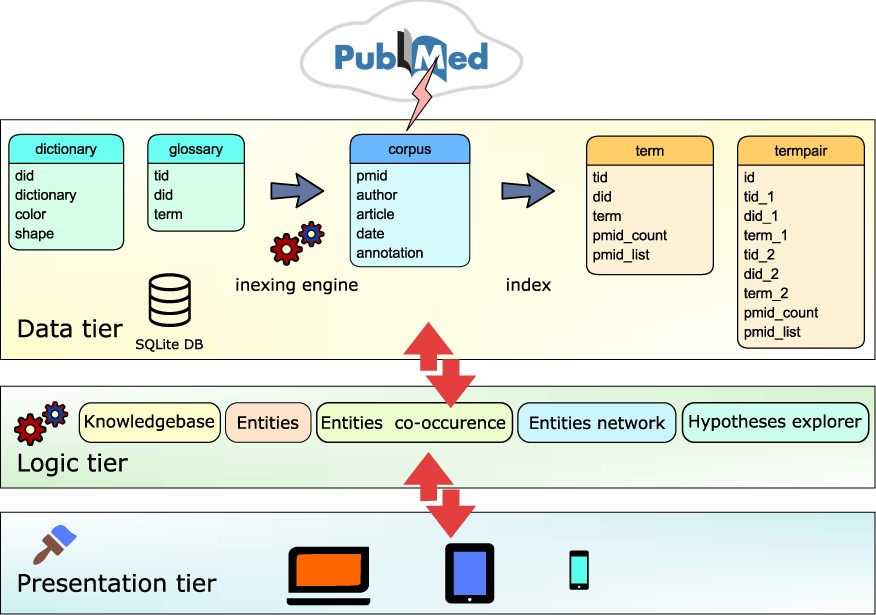 PubMed
dictionary
did
dictionary
color
shape
glossary
tid
did
term
corpus
pmid
author
article
date
annotation
term
tid
did
term
pmid_count
pmid_list
termpair
id
tid_1
did_1
term_1
tid_2
did_2
term_2
pmid_count
pmid_list
inexing engine
index
SQLite DB
Data tier
Knowledgebase
Entities
Entities co-occurence
Entities network
Hypotheses explorer
Logic tier
Presentation tier